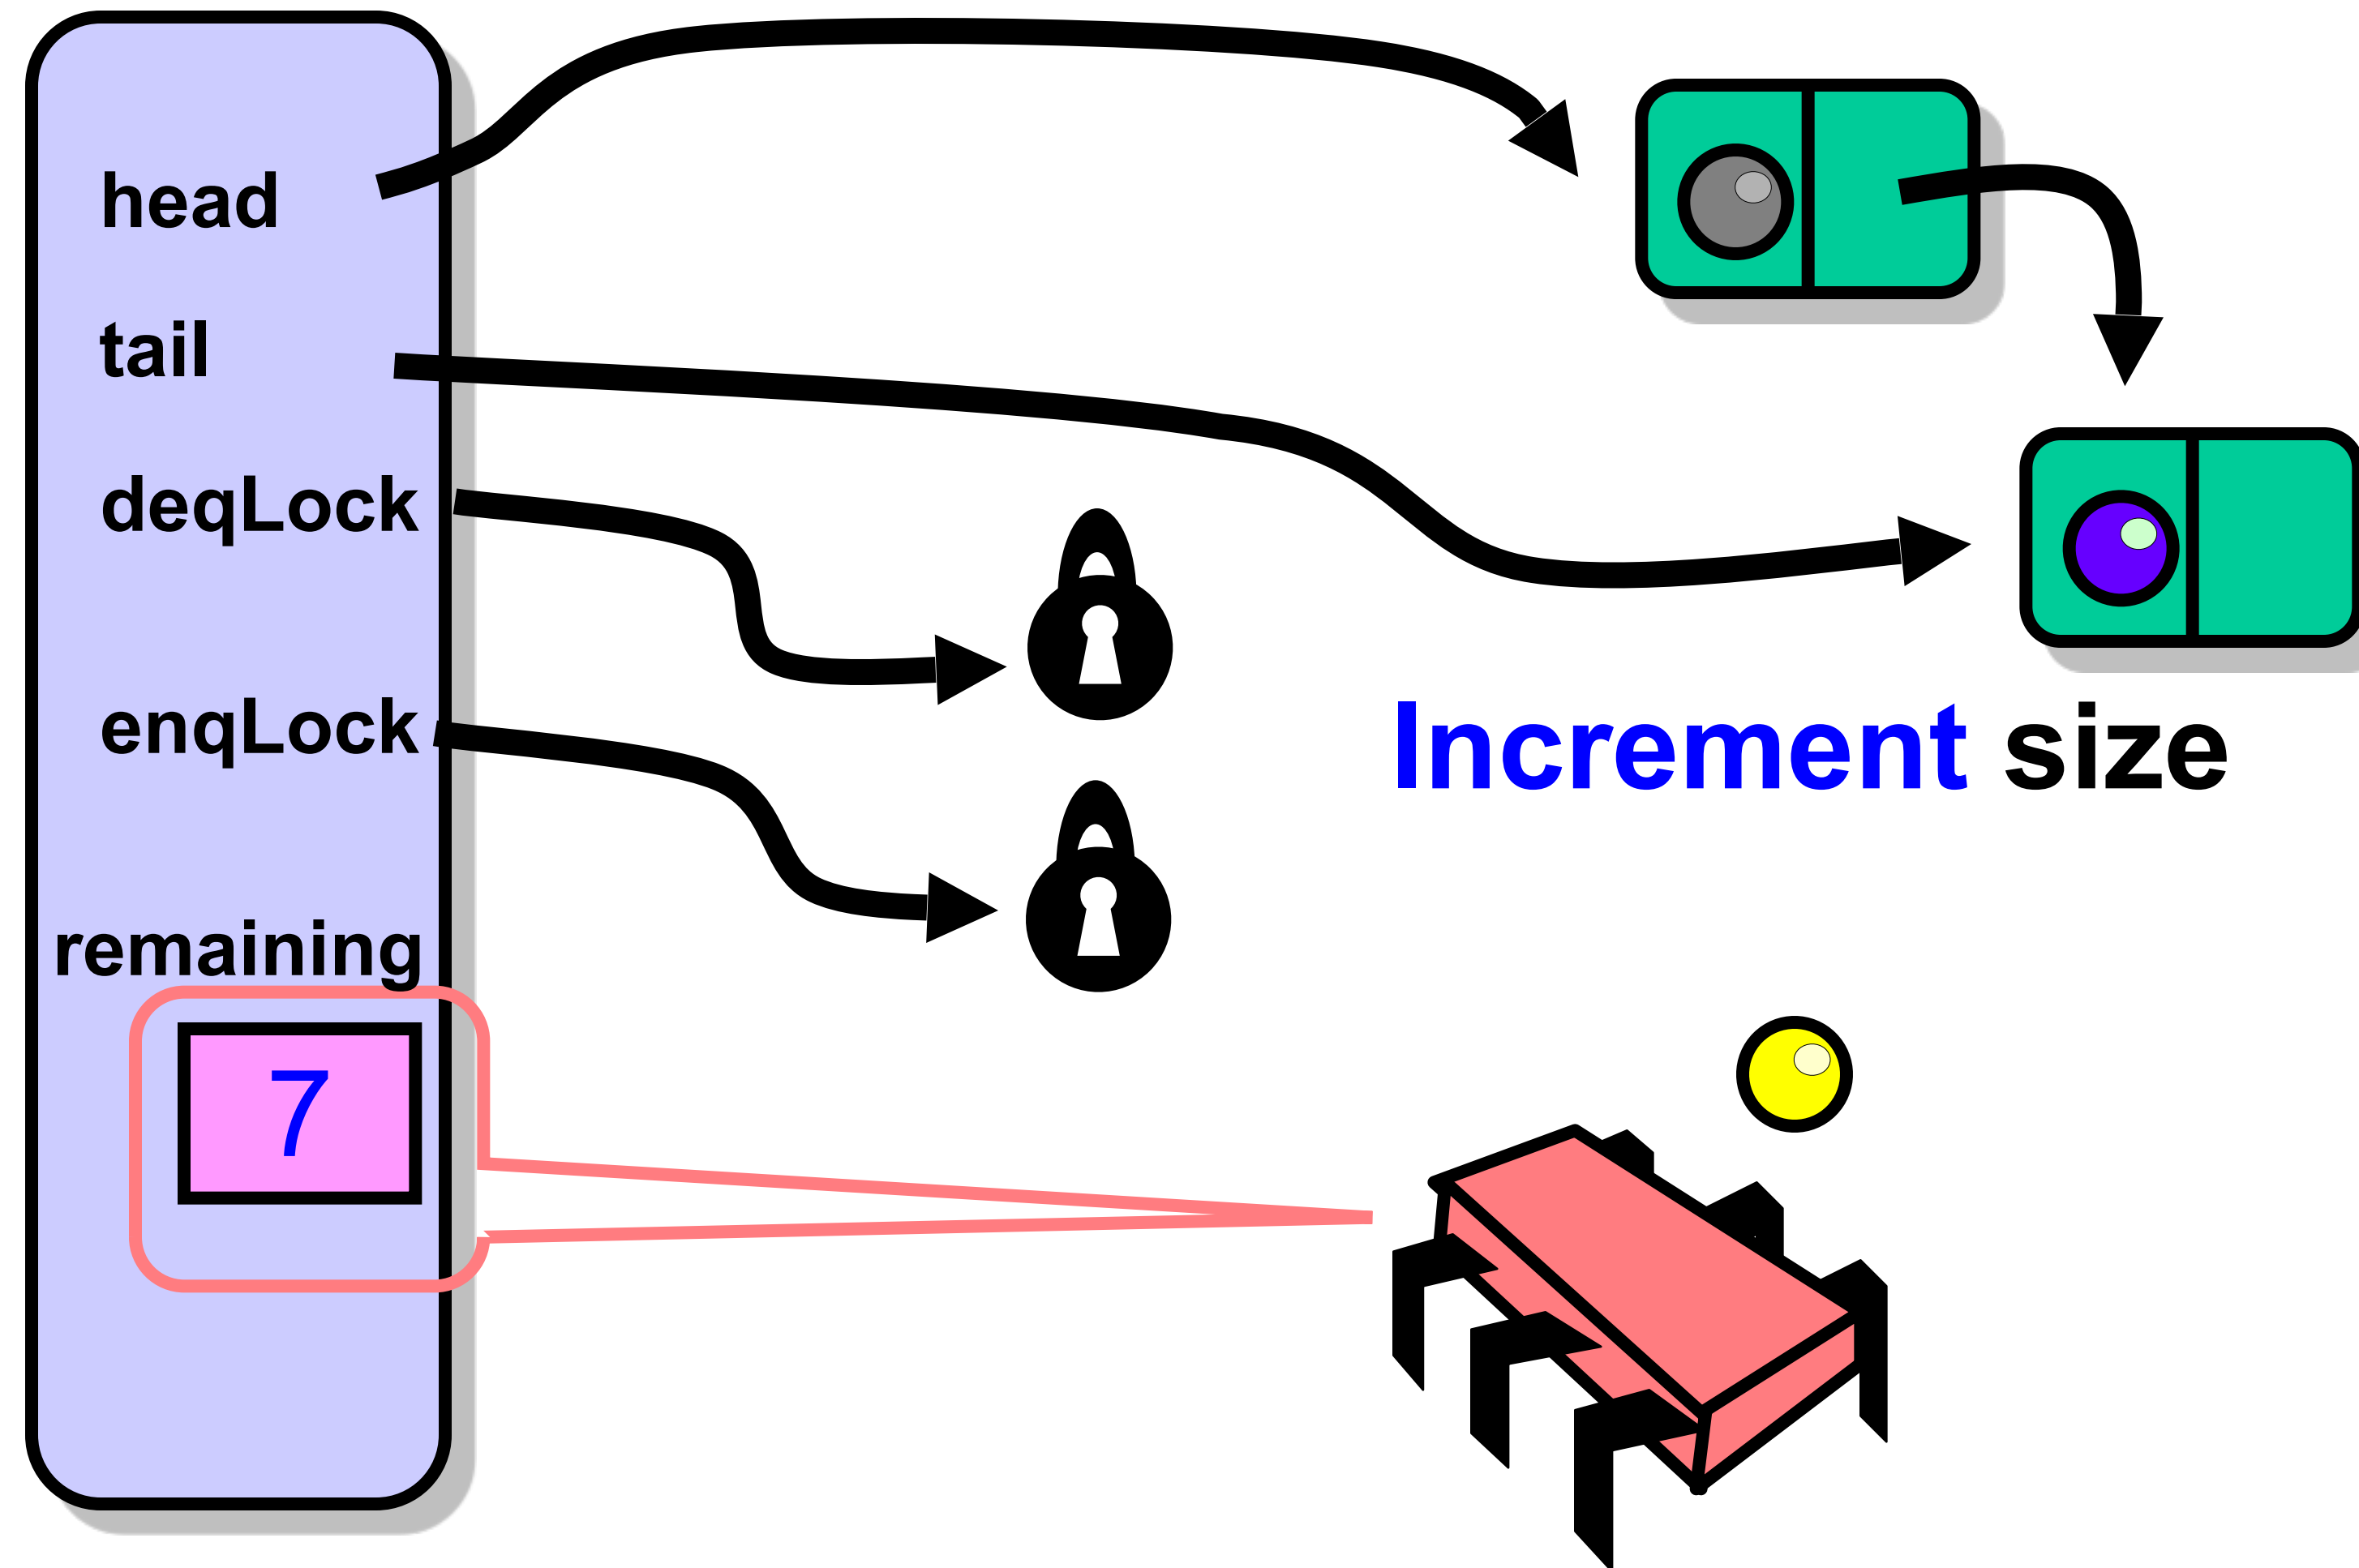 head
tail
deqLock
enqLock
Increment size
remaining
7